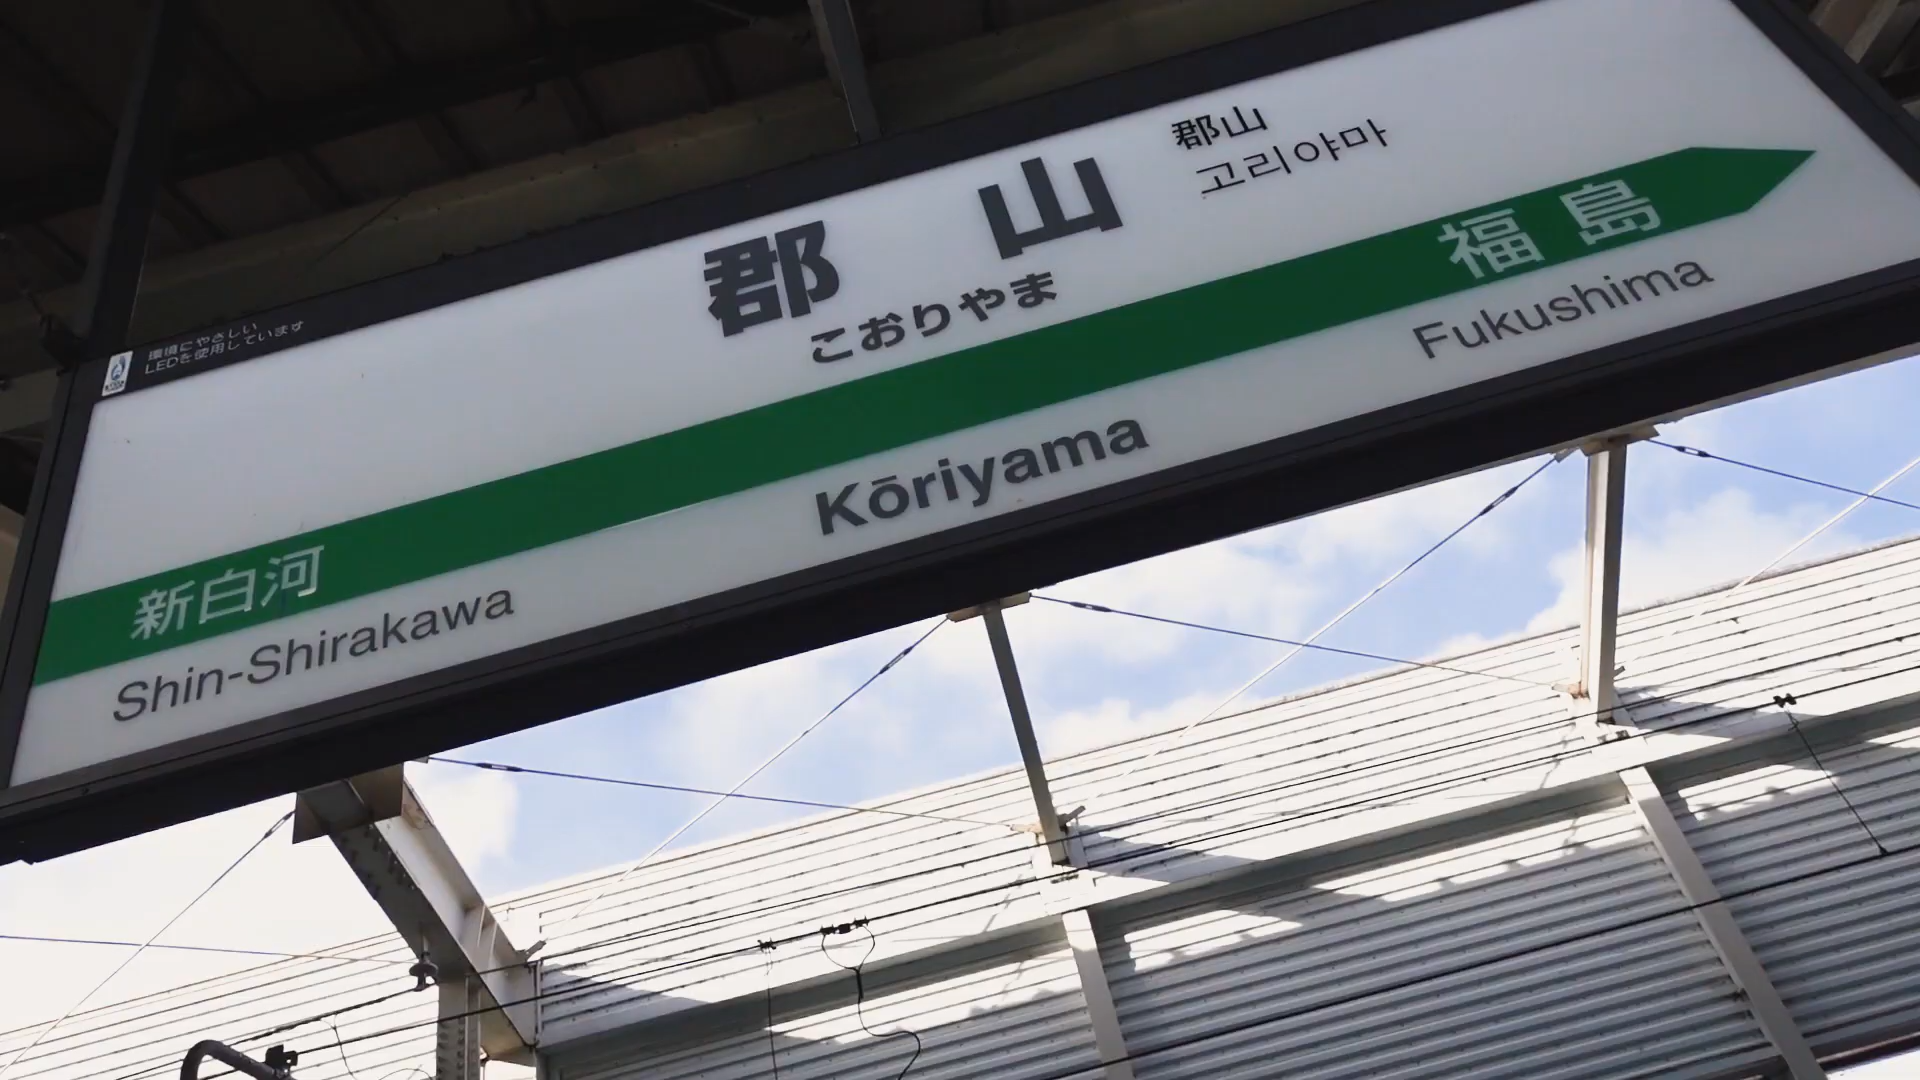 環境にやさしい
LEDを使用しています
郡山
郡山
고리야마
こおりやま
福島
Fukushima
Kōriyama
新白河
Shin-Shirakawa